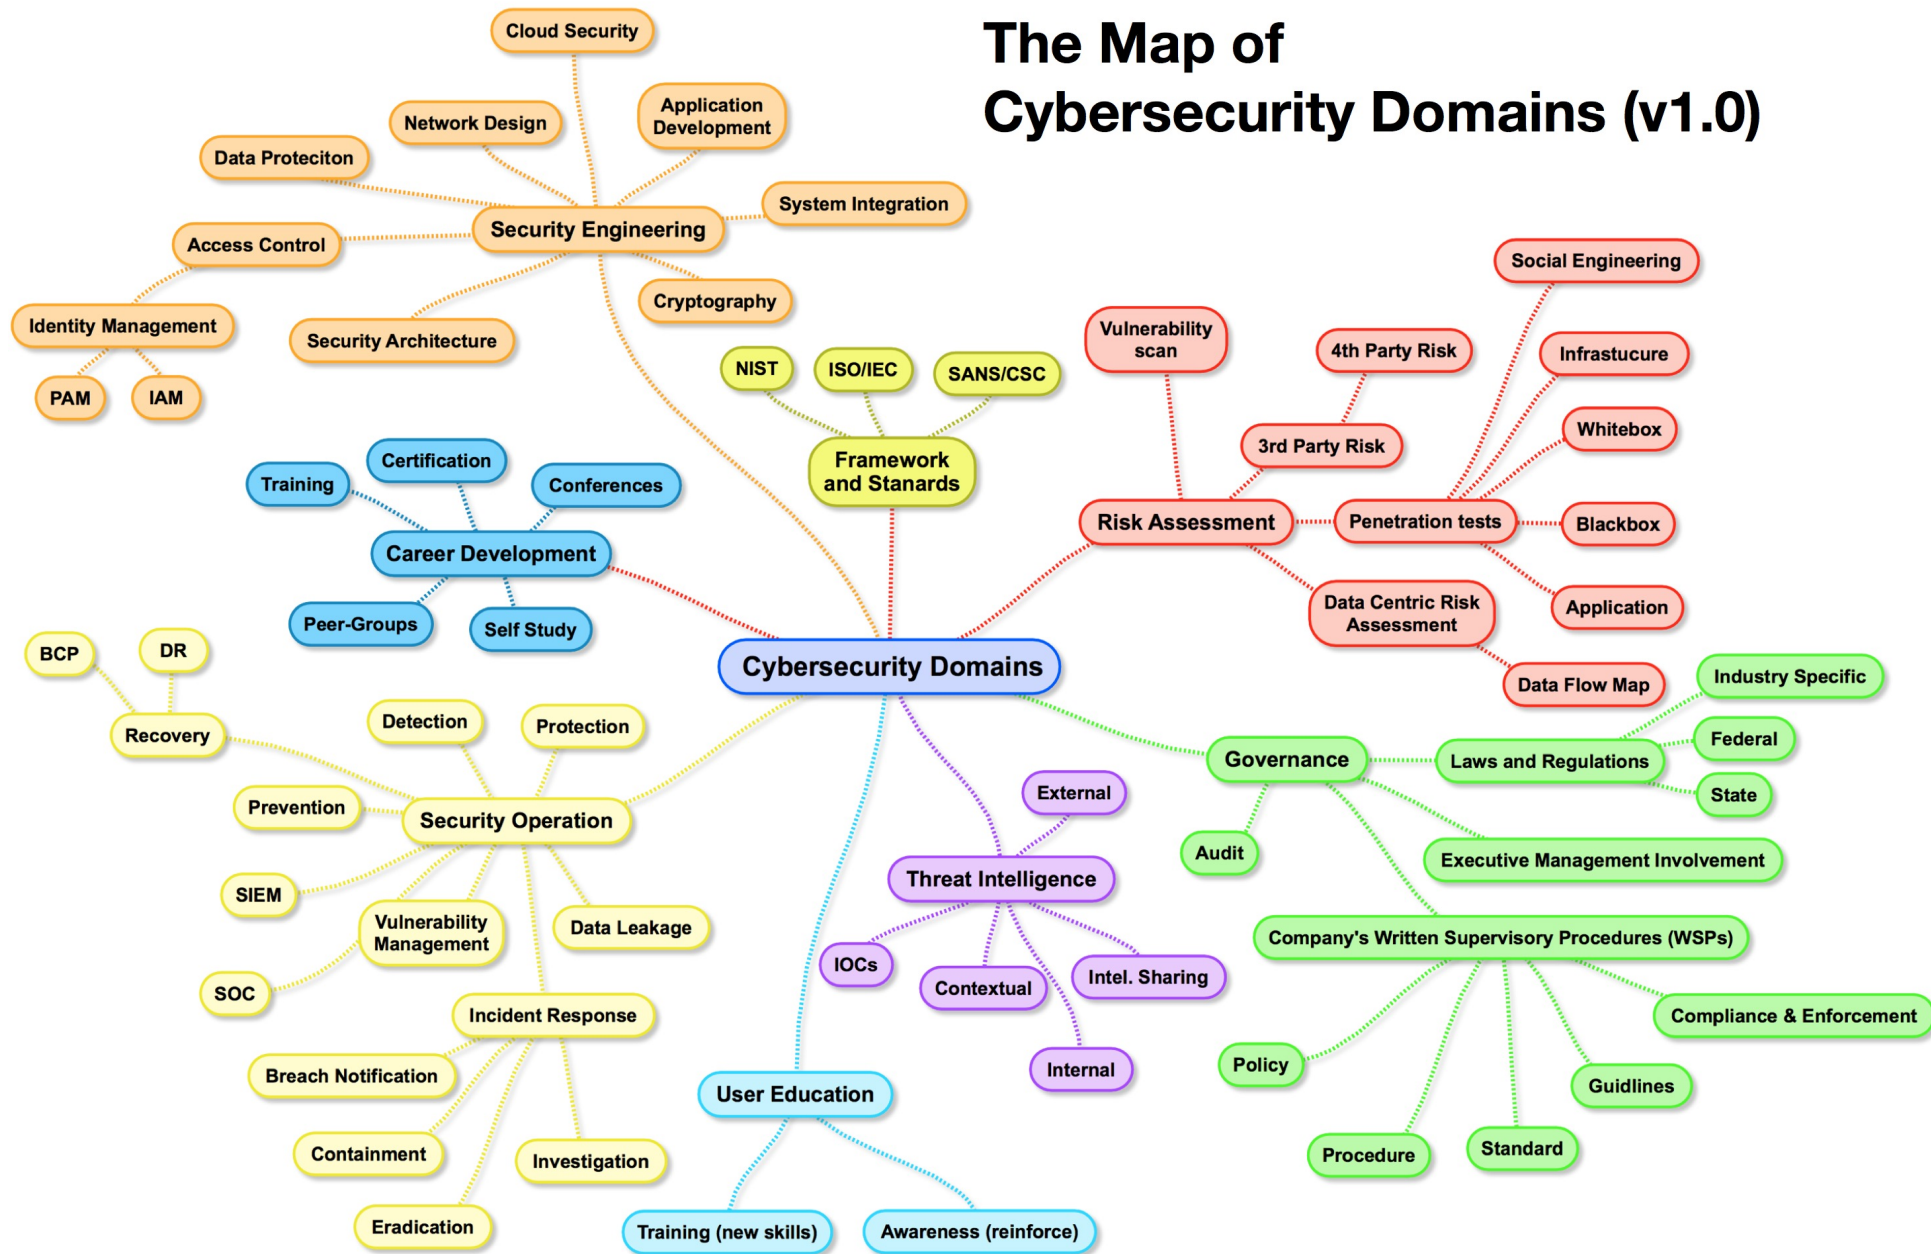 The Map of
Cybersecurity Domains (v1.0)
Cloud Security
Network Design
Application
Development
Data Proteciton
System Integration
Security Engineering
Access Control
Cryptography
Identity Management
Security Architecture
PAM
IAM
NIST
ISO/IEC
SANS/CSC
Framework
and Stanards
Vulnerability
scan
4th Party Risk
3rd Party Risk
Social Engineering
Infrastucure
Whitebox
Risk Assessment
Penetration tests
Blackbox
Data Centric Risk
Assessment
Application
Data Flow Map
Training
Certification
Conferences
Career Development
Peer-Groups
Self Study
Cybersecurity Domains
BCP
DR
Recovery
Detection
Protection
Prevention
Security Operation
SIEM
Vulnerability
Management
Data Leakage
SOC
Incident Response
Breach Notification
Containment
Investigation
Eradication
External
Threat Intelligence
IOCs
Contextual
Intel. Sharing
Internal
User Education
Training (new skills)
Awareness (reinforce)
Industry Specific
Federal
Governance
Laws and Regulations
State
Audit
Executive Management Involvement
Company's Written Supervisory Procedures (WSPs)
Compliance & Enforcement
Policy
Guidlines
Procedure
Standard